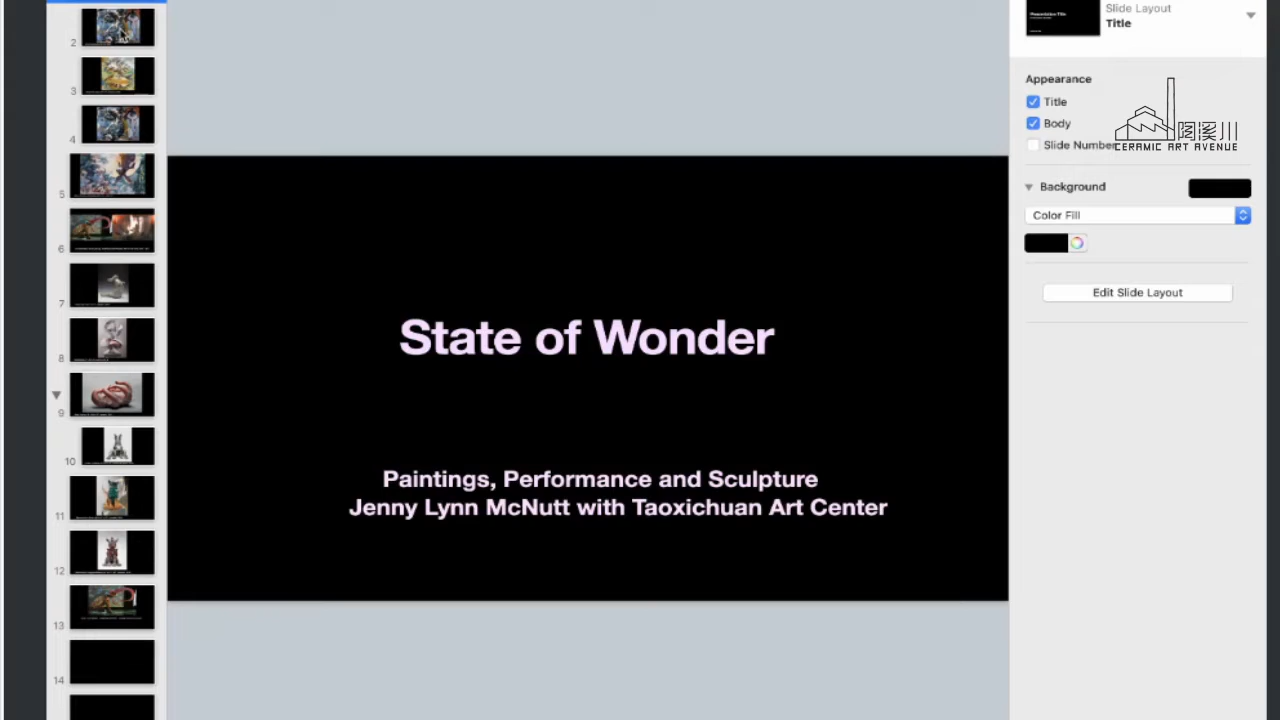 Slide Layout
Title
Appearance
Title
Body
Slide Number
陶溪川
CERAMIC ART AVENUE
Background
Color Fill
Edit Slide Layout
State of Wonder
Paintings, Performance and Sculpture
Jenny Lynn McNutt with Taoxichuan Art Center
2
3
4
5
6
7
8
9
10
11
12
13
14